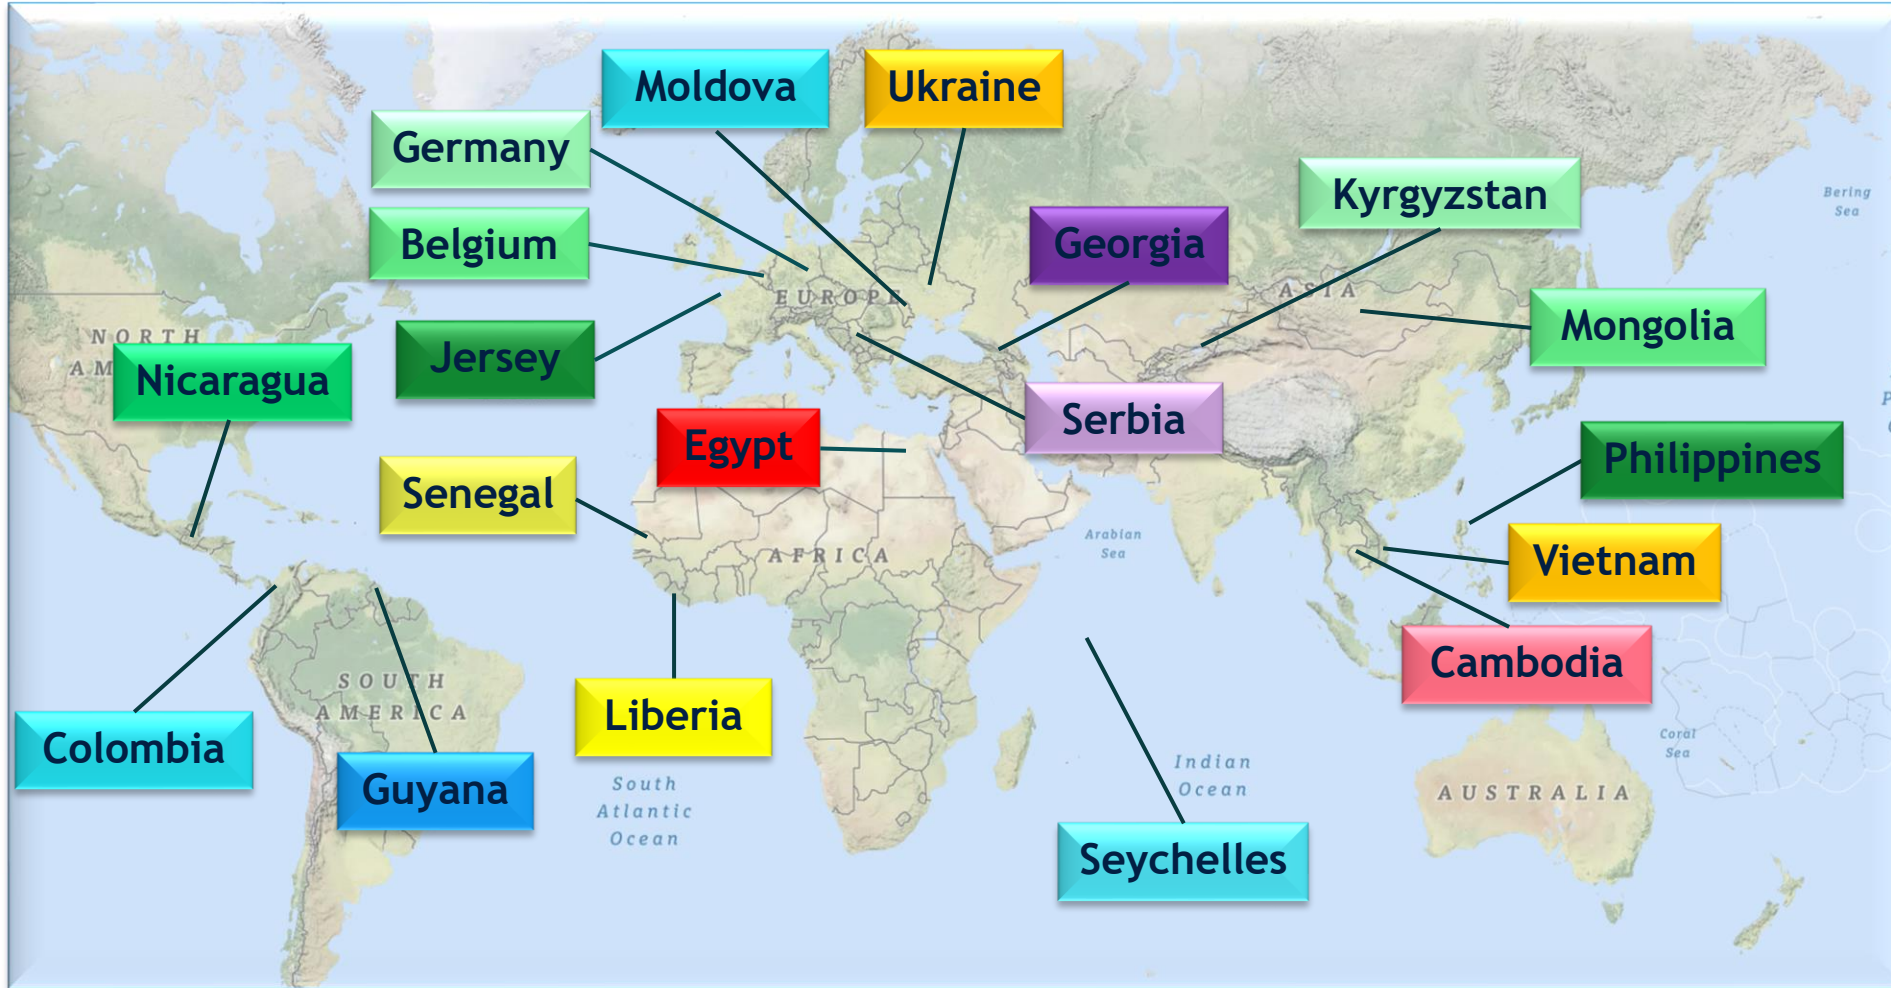 Moldova
Ukraine
Germany
Kyrgyzstan
Bering
Sea
Belgium
Georgia
EUROPE
ASIA
Mongolia
NORTH
AM
Jersey
Nicaragua
Serbia
Egypt
Philippines
Senegal
Arabian
Sea
AFRICA
Vietnam
Cambodia
SOUTH
AMERICA
Liberia
Colombia
Guyana
South
Atlantic
Ocean
Indian
Ocean
Coral
Sea
AUSTRALIA
Seychelles